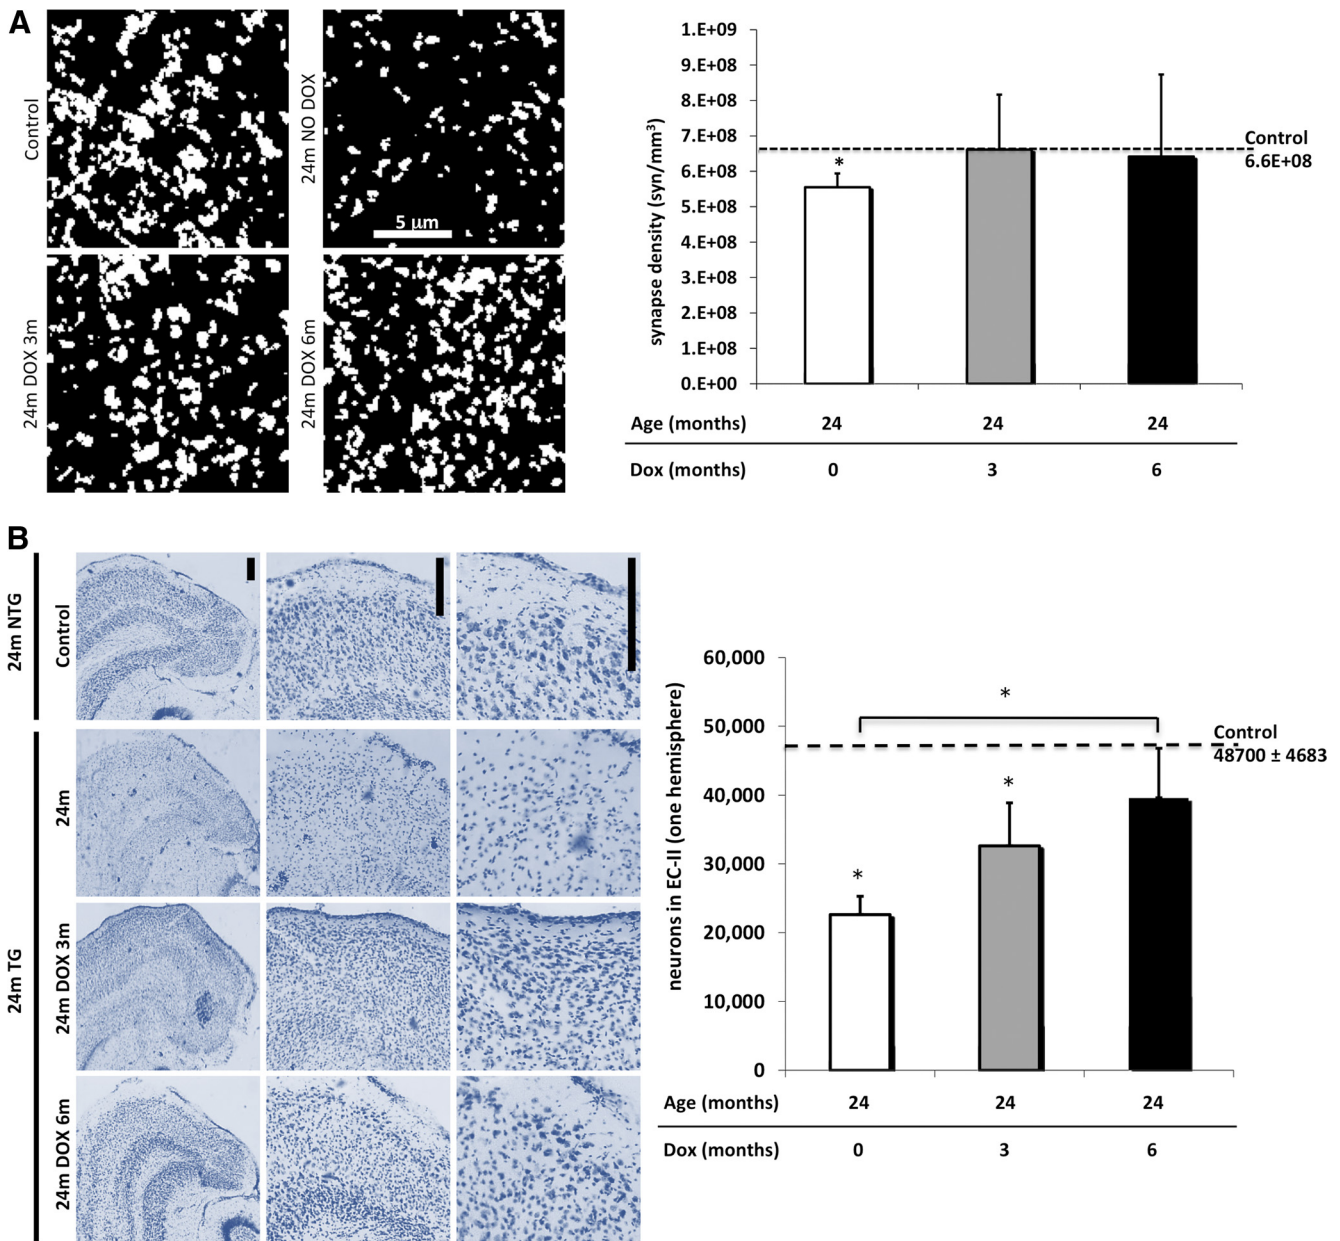 A
Control
24m NO DOX
5 µm
24m DOX 3m
24m DOX 6m
synapse density (syn/mm³)
1.E+09
9.E+08
8.E+08
7.E+08
6.E+08
5.E+08
4.E+08
3.E+08
2.E+08
1.E+08
0.E+00
*
Control
6.6E+08
Age (months) 24 24 24
Dox (months) 0 3 6
B
24m NTG
Control
24m TG
24m
24m DOX 3m
24m DOX 6m
neurons in EC-II (one hemisphere)
60,000
50,000
40,000
30,000
20,000
10,000
0
*
*
*
Control
48700 ± 4683
Age (months) 24 24 24
Dox (months) 0 3 6